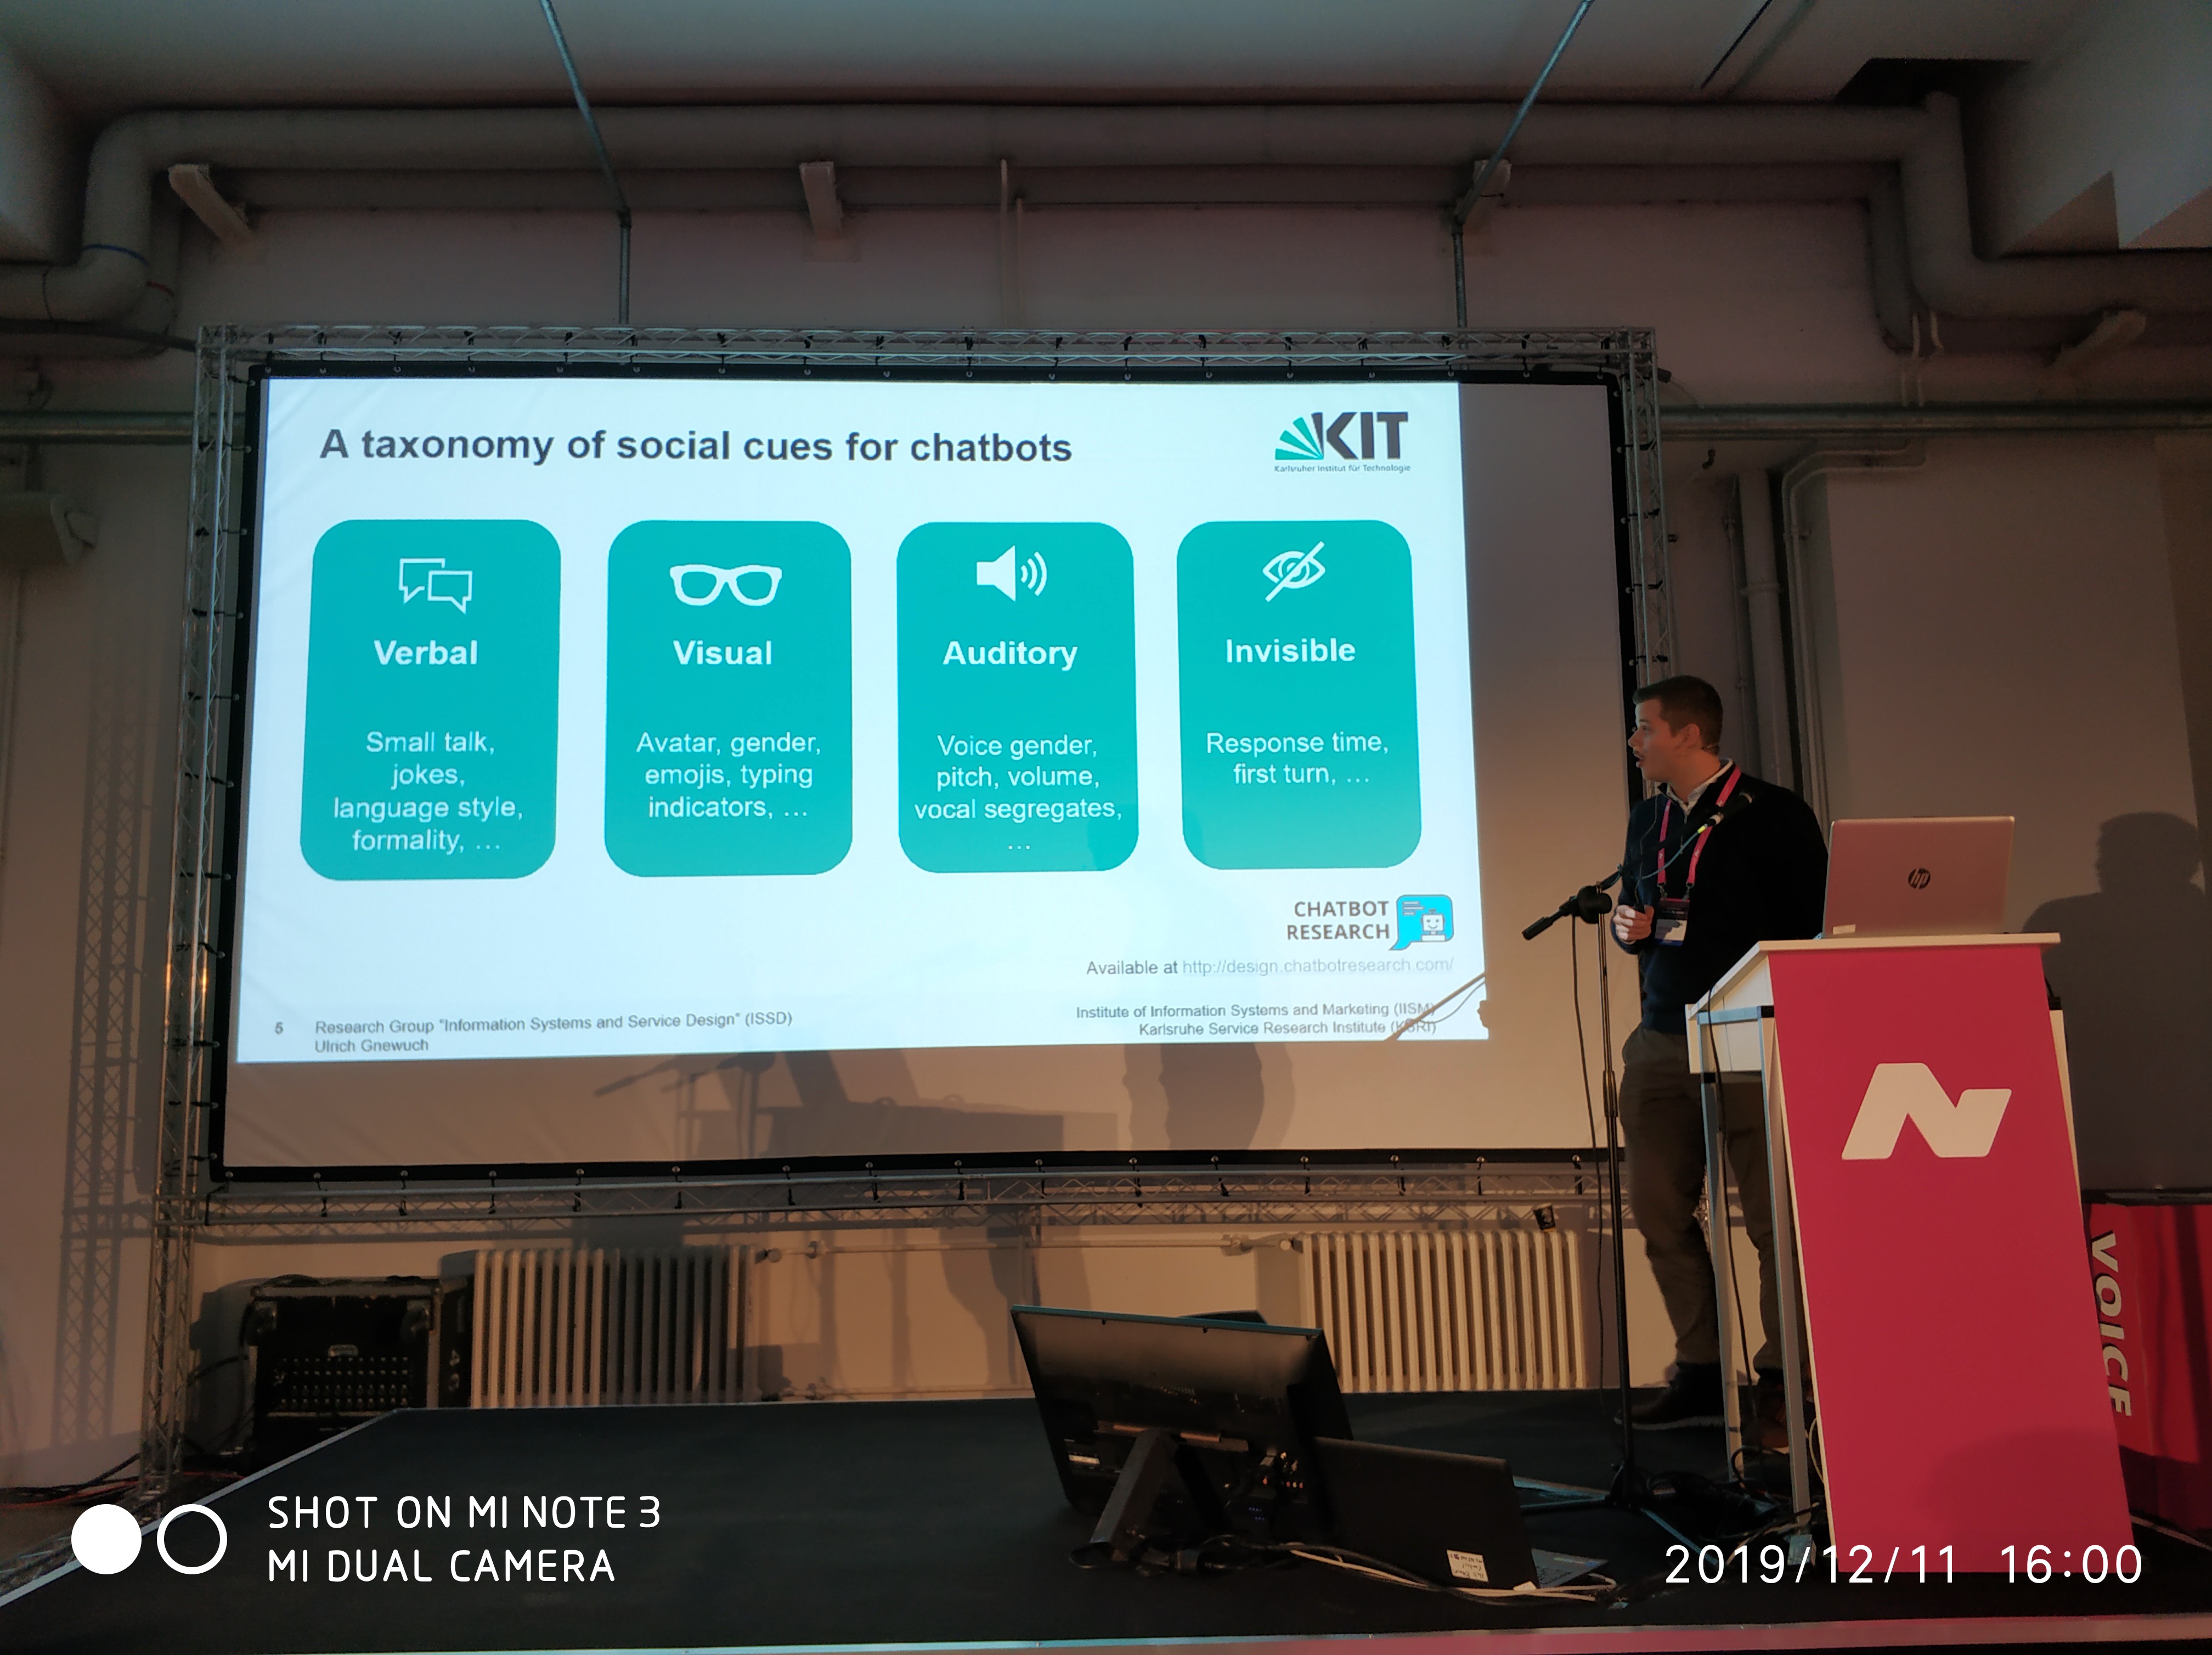 A taxonomy of social cues for chatbots
KIT
Karlsruher Institut für Technologie
Verbal
Small talk,
jokes,
language style,
formality, ...
Visual
Avatar, gender,
emojis, typing
indicators, ...
Auditory
Voice gender,
pitch, volume,
vocal segregates,
...
Invisible
Response time,
first turn, ...
CHATBOT
RESEARCH
Available at http://design.chatbotresearch.com/
5
Research Group "Information Systems and Service Design" (ISSD)
Ulrich Gnewuch
Institute of Information Systems and Marketing (IISM)
Karlsruhe Service Research Institute (KSRI)
hp
VOICE
SHOT ON MI NOTE 3
MI DUAL CAMERA
2019/12/11 16:00